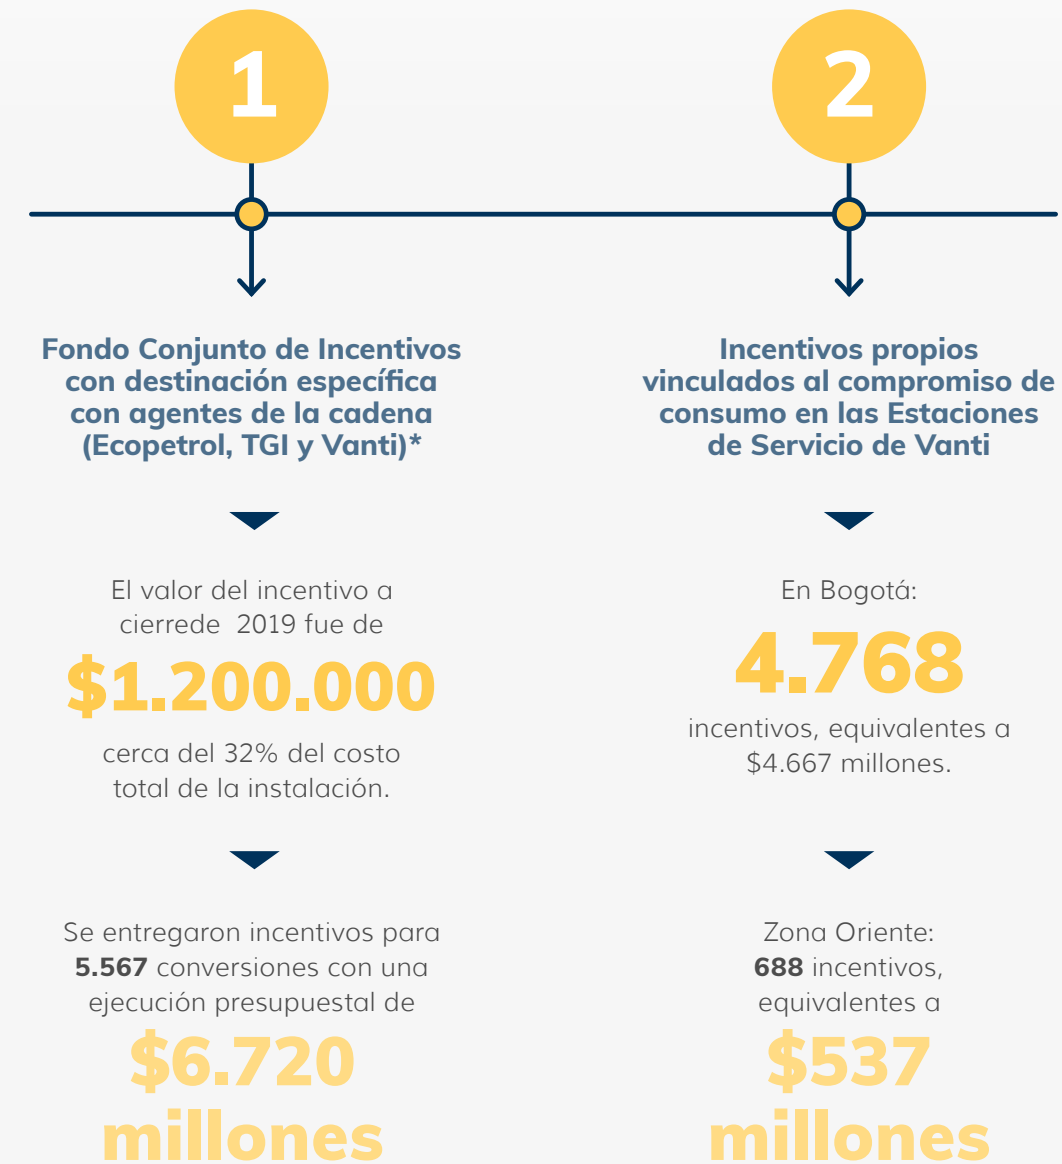 1
Fondo Conjunto de Incentivos
con destinación específica
con agentes de la cadena
(Ecopetrol, TGI y Vanti)*
El valor del incentivo a
cierrede  2019 fue de
$1.200.000
cerca del 32% del costo
total de la instalación.
Se entregaron incentivos para
5.567 conversiones con una
ejecución presupuestal de
$6.720
millones
2
Incentivos propios
vinculados al compromiso de
consumo en las Estaciones
de Servicio de Vanti
En Bogotá:
4.768
incentivos, equivalentes a
$4.667 millones.
Zona Oriente:
688 incentivos,
equivalentes a
$537
millones